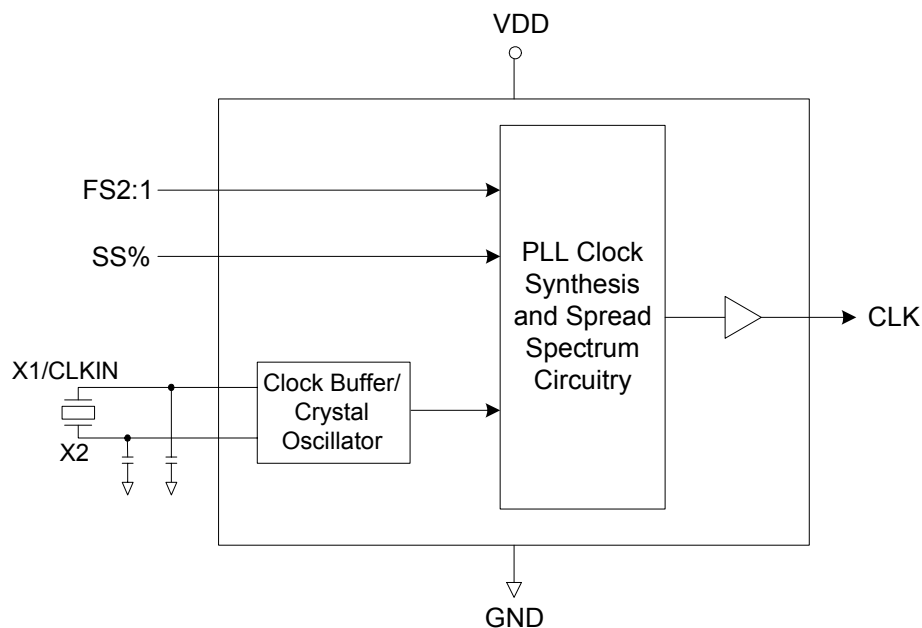 VDD
FS2:1
SS%
PLL Clock
Synthesis
and Spread
Spectrum
Circuitry
CLK
X1/CLKIN
X2
Clock Buffer/
Crystal
Oscillator
GND